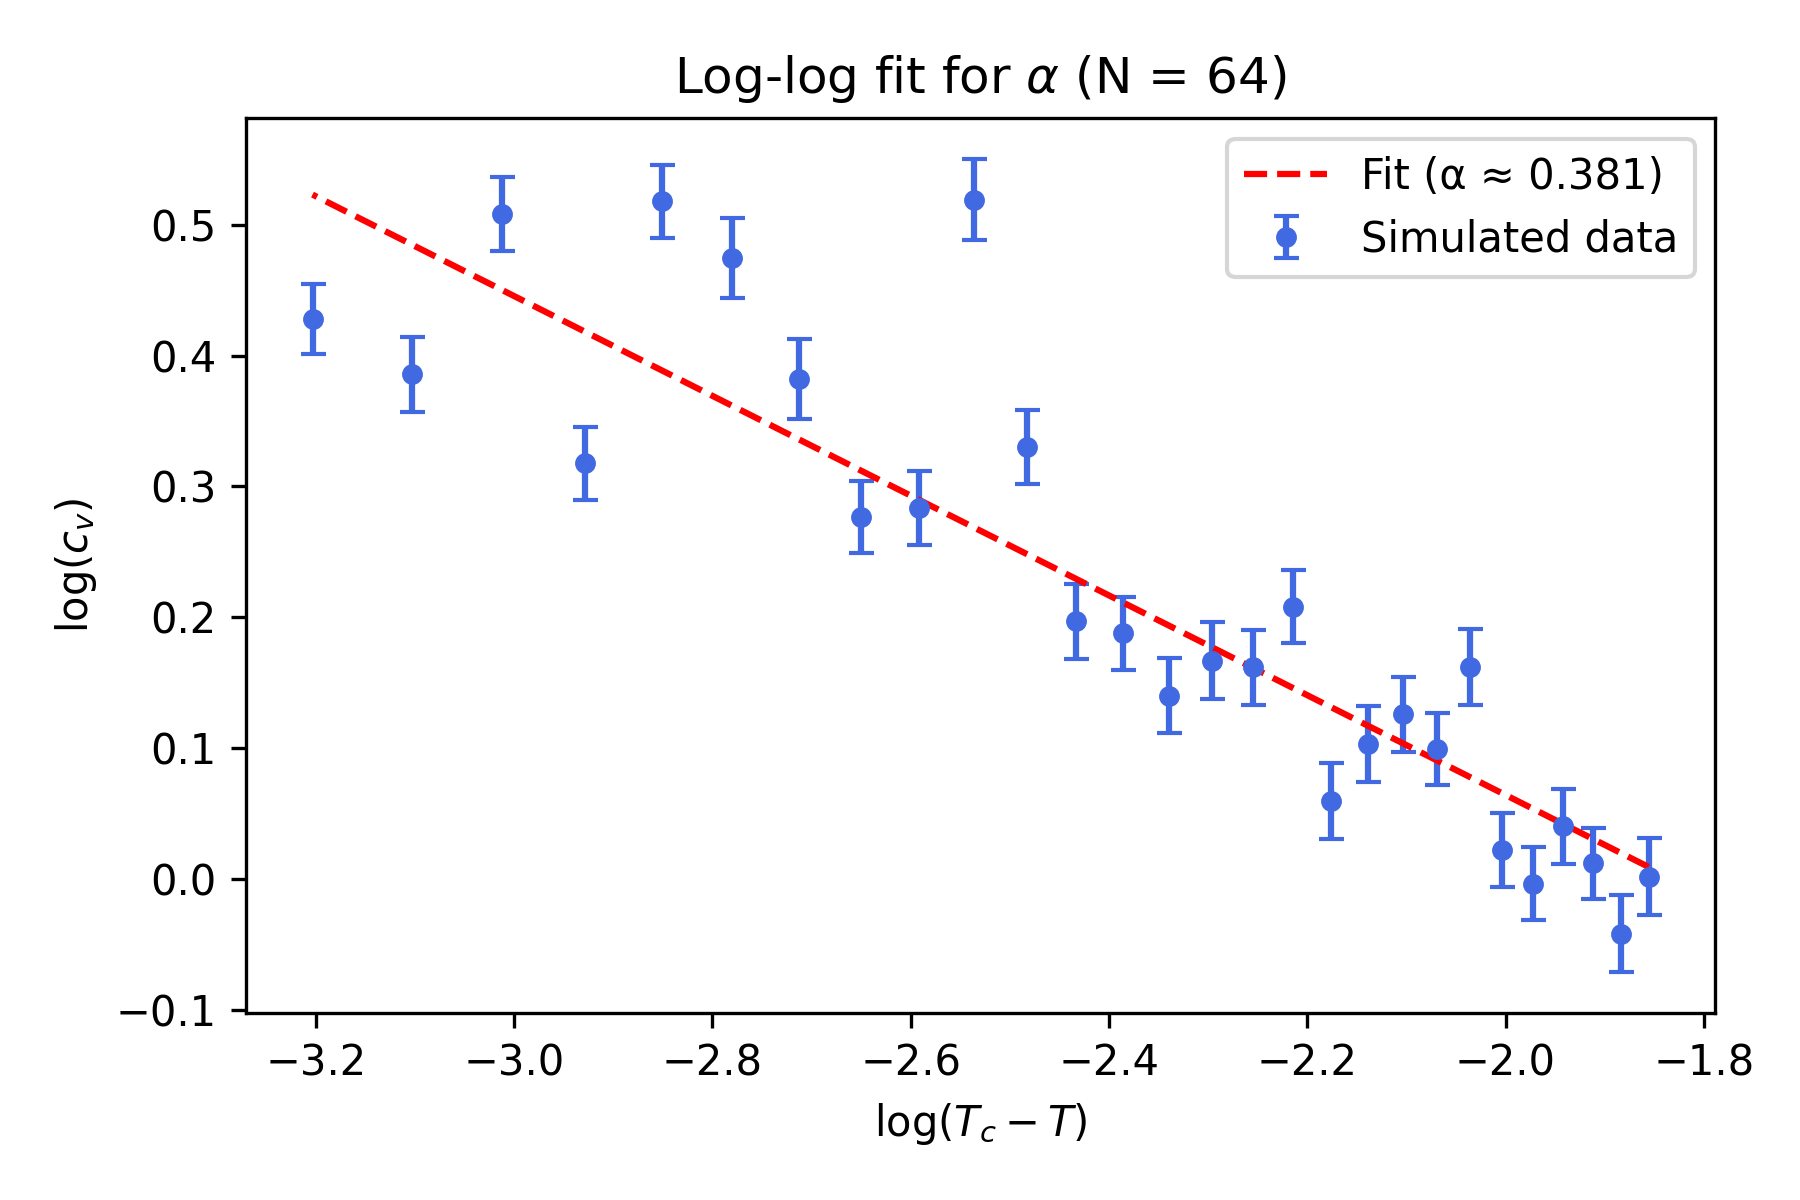 Log-log fit for α (N = 64)
Fit (α ≈ 0.381)
Simulated data
log(c_v)
0.5
0.4
0.3
0.2
0.1
0.0
−0.1
−3.2 −3.0 −2.8 −2.6 −2.4 −2.2 −2.0 −1.8
log(T_c − T)